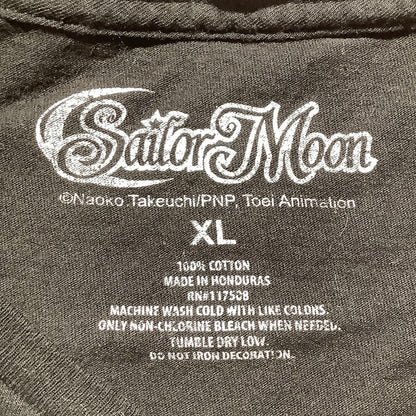 Sailor Moon
©Naoko Takeuchi/PNP, Toei Animation
XL
100% COTTON
MADE IN HONDURAS
RN#117508
MACHINE WASH COLD WITH LIKE COLORS.
ONLY NON-CHLORINE BLEACH WHEN NEEDED.
TUMBLE DRY LOW.
DO NOT IRON DECORATION.